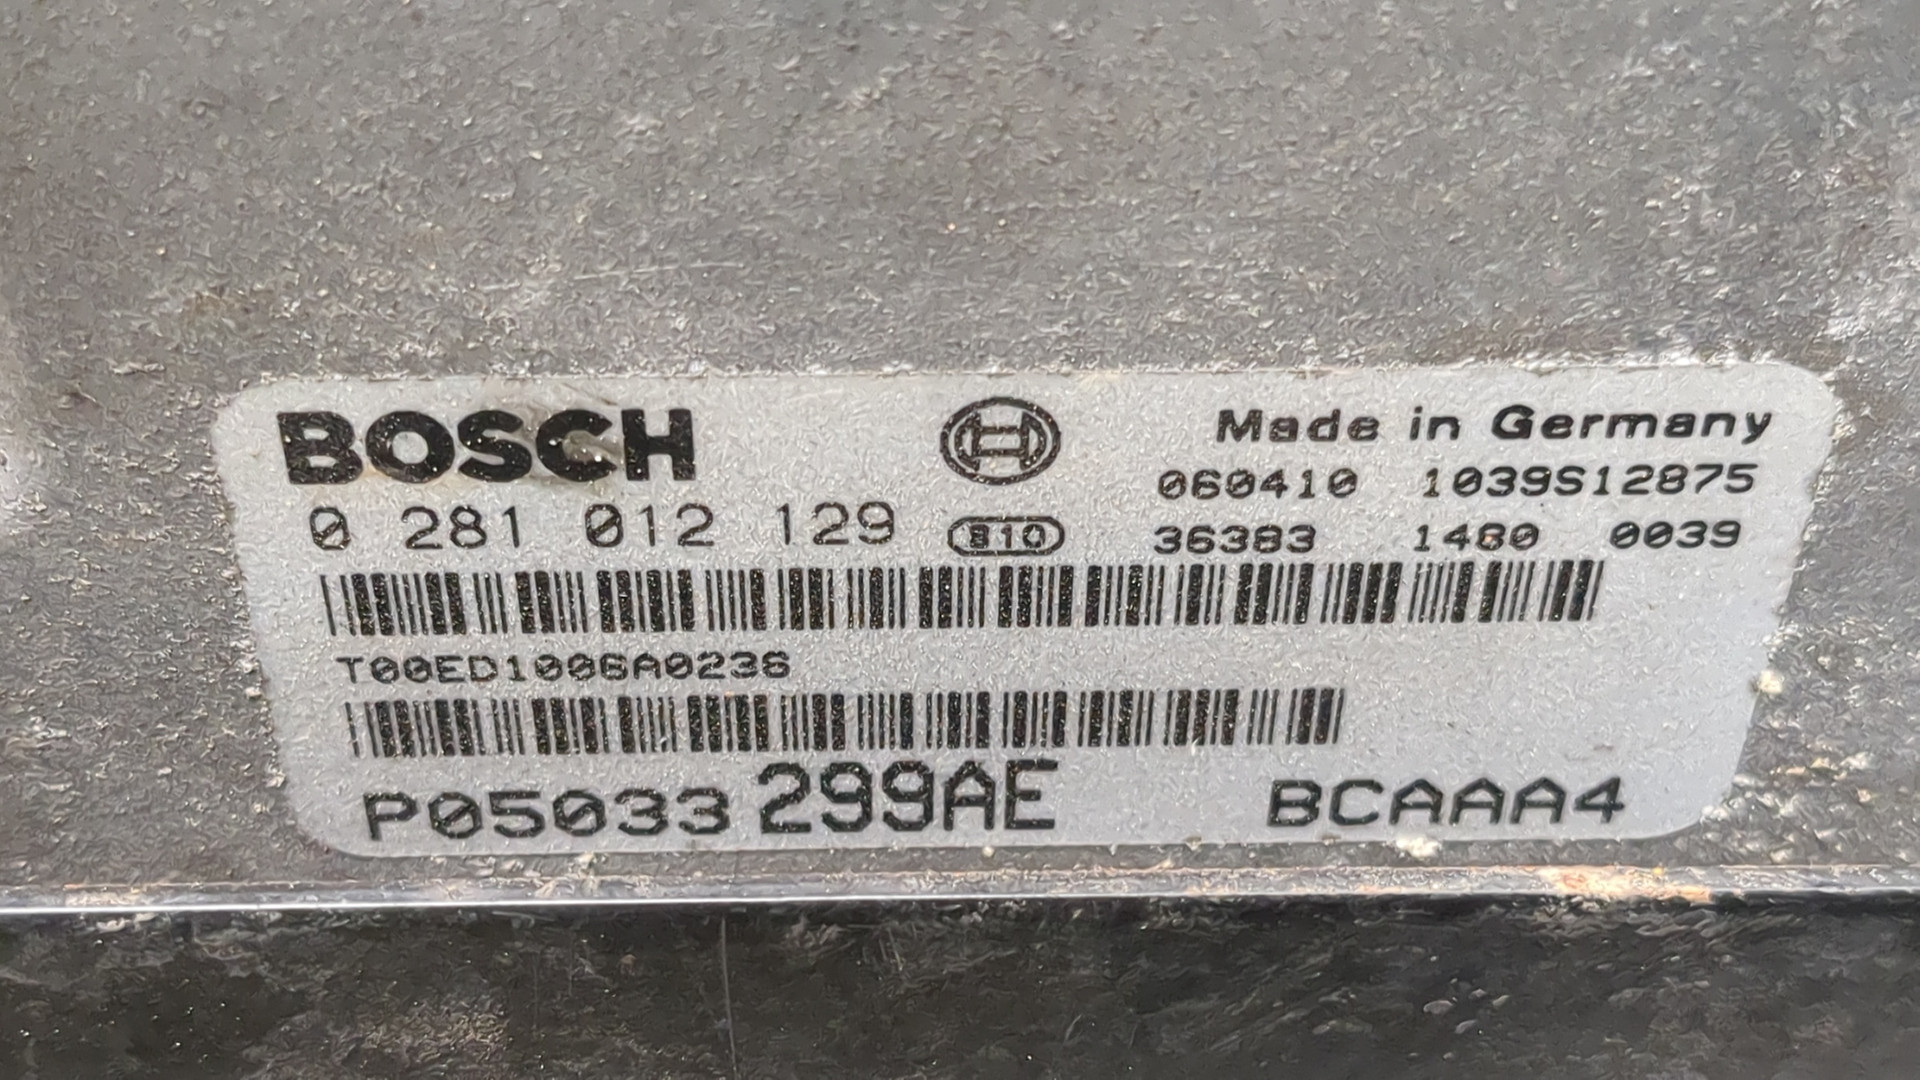 BOSCH
Made in Germany
060410 1039S12875
0 281 012 129 810 36383 1480 0039
T00ED1006A0236
P05033299AE BCAAA4